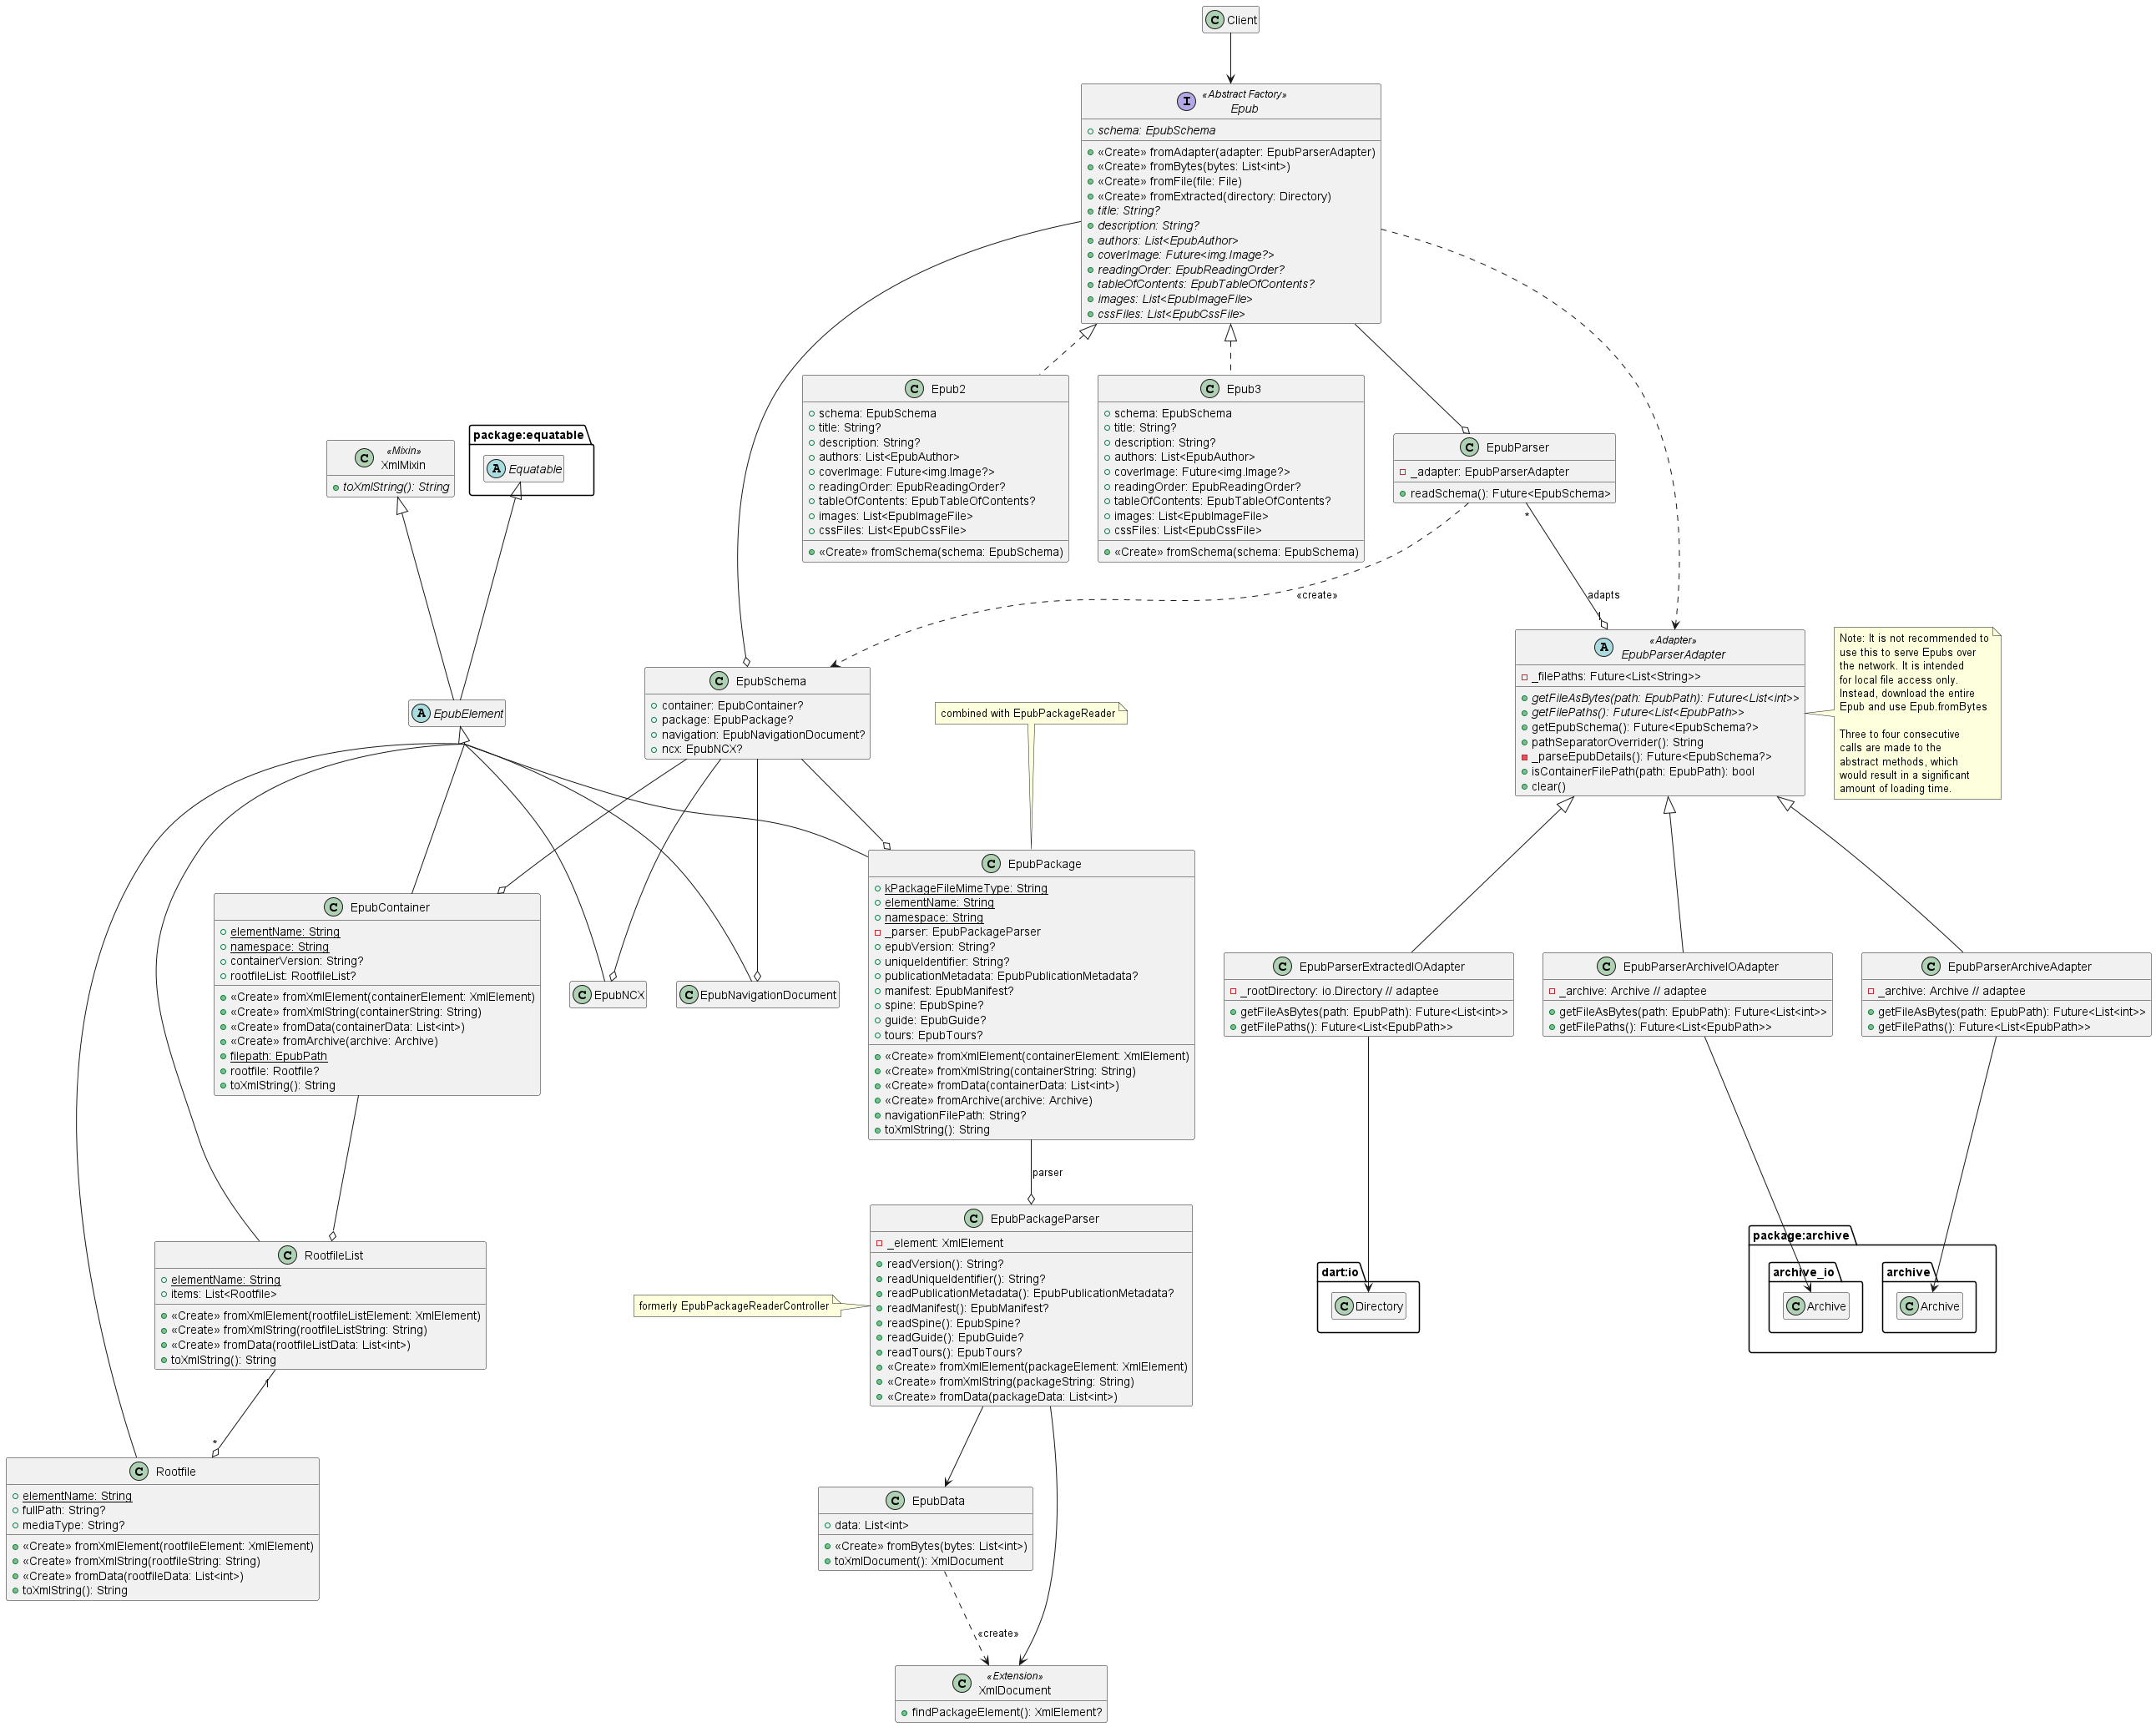 C Client
I «Abstract Factory»
Epub
schema: EpubSchema
«Create» fromAdapter(adapter: EpubParserAdapter)
«Create» fromBytes(bytes: List<int>)
«Create» fromFile(file: File)
«Create» fromExtracted(directory: Directory)
title: String?
description: String?
authors: List<EpubAuthor>
coverImage: Future<img.Image?>
readingOrder: EpubReadingOrder?
tableOfContents: EpubTableOfContents?
images: List<EpubImageFile>
cssFiles: List<EpubCssFile>
C Epub2
schema: EpubSchema
title: String?
description: String?
authors: List<EpubAuthor>
coverImage: Future<img.Image?>
readingOrder: EpubReadingOrder?
tableOfContents: EpubTableOfContents?
images: List<EpubImageFile>
cssFiles: List<EpubCssFile>
«Create» fromSchema(schema: EpubSchema)
C Epub3
schema: EpubSchema
title: String?
description: String?
authors: List<EpubAuthor>
coverImage: Future<img.Image?>
readingOrder: EpubReadingOrder?
tableOfContents: EpubTableOfContents?
images: List<EpubImageFile>
cssFiles: List<EpubCssFile>
«Create» fromSchema(schema: EpubSchema)
C EpubParser
_adapter: EpubParserAdapter
readSchema(): Future<EpubSchema>
*
adapts
1
«create»
C «Mixin»
XmlMixin
toXmlString(): String
package:equatable
A Equatable
A EpubElement
C EpubSchema
container: EpubContainer?
package: EpubPackage?
navigation: EpubNavigationDocument?
ncx: EpubNCX?
combined with EpubPackageReader
A «Adapter»
EpubParserAdapter
_filePaths: Future<List<String>>
getFileAsBytes(path: EpubPath): Future<List<int>>
getFilePaths(): Future<List<EpubPath>>
getEpubSchema(): Future<EpubSchema?>
pathSeparatorOverrider(): String
_parseEpubDetails(): Future<EpubSchema?>
isContainerFilePath(path: EpubPath): bool
clear()
Note: It is not recommended to
use this to serve Epubs over
the network. It is intended
for local file access only.
Instead, download the entire
Epub and use Epub.fromBytes
Three to four consecutive
calls are made to the
abstract methods, which
would result in a significant
amount of loading time.
C EpubContainer
elementName: String
namespace: String
containerVersion: String?
rootfileList: RootfileList?
«Create» fromXmlElement(containerElement: XmlElement)
«Create» fromXmlString(containerString: String)
«Create» fromData(containerData: List<int>)
«Create» fromArchive(archive: Archive)
filepath: EpubPath
rootfile: Rootfile?
toXmlString(): String
C EpubNCX
C EpubNavigationDocument
C EpubPackage
kPackageFileMimeType: String
elementName: String
namespace: String
_parser: EpubPackageParser
epubVersion: String?
uniqueIdentifier: String?
publicationMetadata: EpubPublicationMetadata?
manifest: EpubManifest?
spine: EpubSpine?
guide: EpubGuide?
tours: EpubTours?
«Create» fromXmlElement(containerElement: XmlElement)
«Create» fromXmlString(containerString: String)
«Create» fromData(containerData: List<int>)
«Create» fromArchive(archive: Archive)
navigationFilePath: String?
toXmlString(): String
C EpubParserExtractedIOAdapter
_rootDirectory: io.Directory // adaptee
getFileAsBytes(path: EpubPath): Future<List<int>>
getFilePaths(): Future<List<EpubPath>>
C EpubParserArchiveIOAdapter
_archive: Archive // adaptee
getFileAsBytes(path: EpubPath): Future<List<int>>
getFilePaths(): Future<List<EpubPath>>
C EpubParserArchiveAdapter
_archive: Archive // adaptee
getFileAsBytes(path: EpubPath): Future<List<int>>
getFilePaths(): Future<List<EpubPath>>
parser
C RootfileList
elementName: String
items: List<Rootfile>
«Create» fromXmlElement(rootfileListElement: XmlElement)
«Create» fromXmlString(rootfileListString: String)
«Create» fromData(rootfileListData: List<int>)
toXmlString(): String
1
*
formerly EpubPackageReaderController
C EpubPackageParser
_element: XmlElement
readVersion(): String?
readUniqueIdentifier(): String?
readPublicationMetadata(): EpubPublicationMetadata?
readManifest(): EpubManifest?
readSpine(): EpubSpine?
readGuide(): EpubGuide?
readTours(): EpubTours?
«Create» fromXmlElement(packageElement: XmlElement)
«Create» fromXmlString(packageString: String)
«Create» fromData(packageData: List<int>)
dart:io
C Directory
package:archive
archive_io
C Archive
archive
C Archive
C Rootfile
elementName: String
fullPath: String?
mediaType: String?
«Create» fromXmlElement(rootfileElement: XmlElement)
«Create» fromXmlString(rootfileString: String)
«Create» fromData(rootfileData: List<int>)
toXmlString(): String
C EpubData
data: List<int>
«Create» fromBytes(bytes: List<int>)
toXmlDocument(): XmlDocument
«create»
C «Extension»
XmlDocument
findPackageElement(): XmlElement?